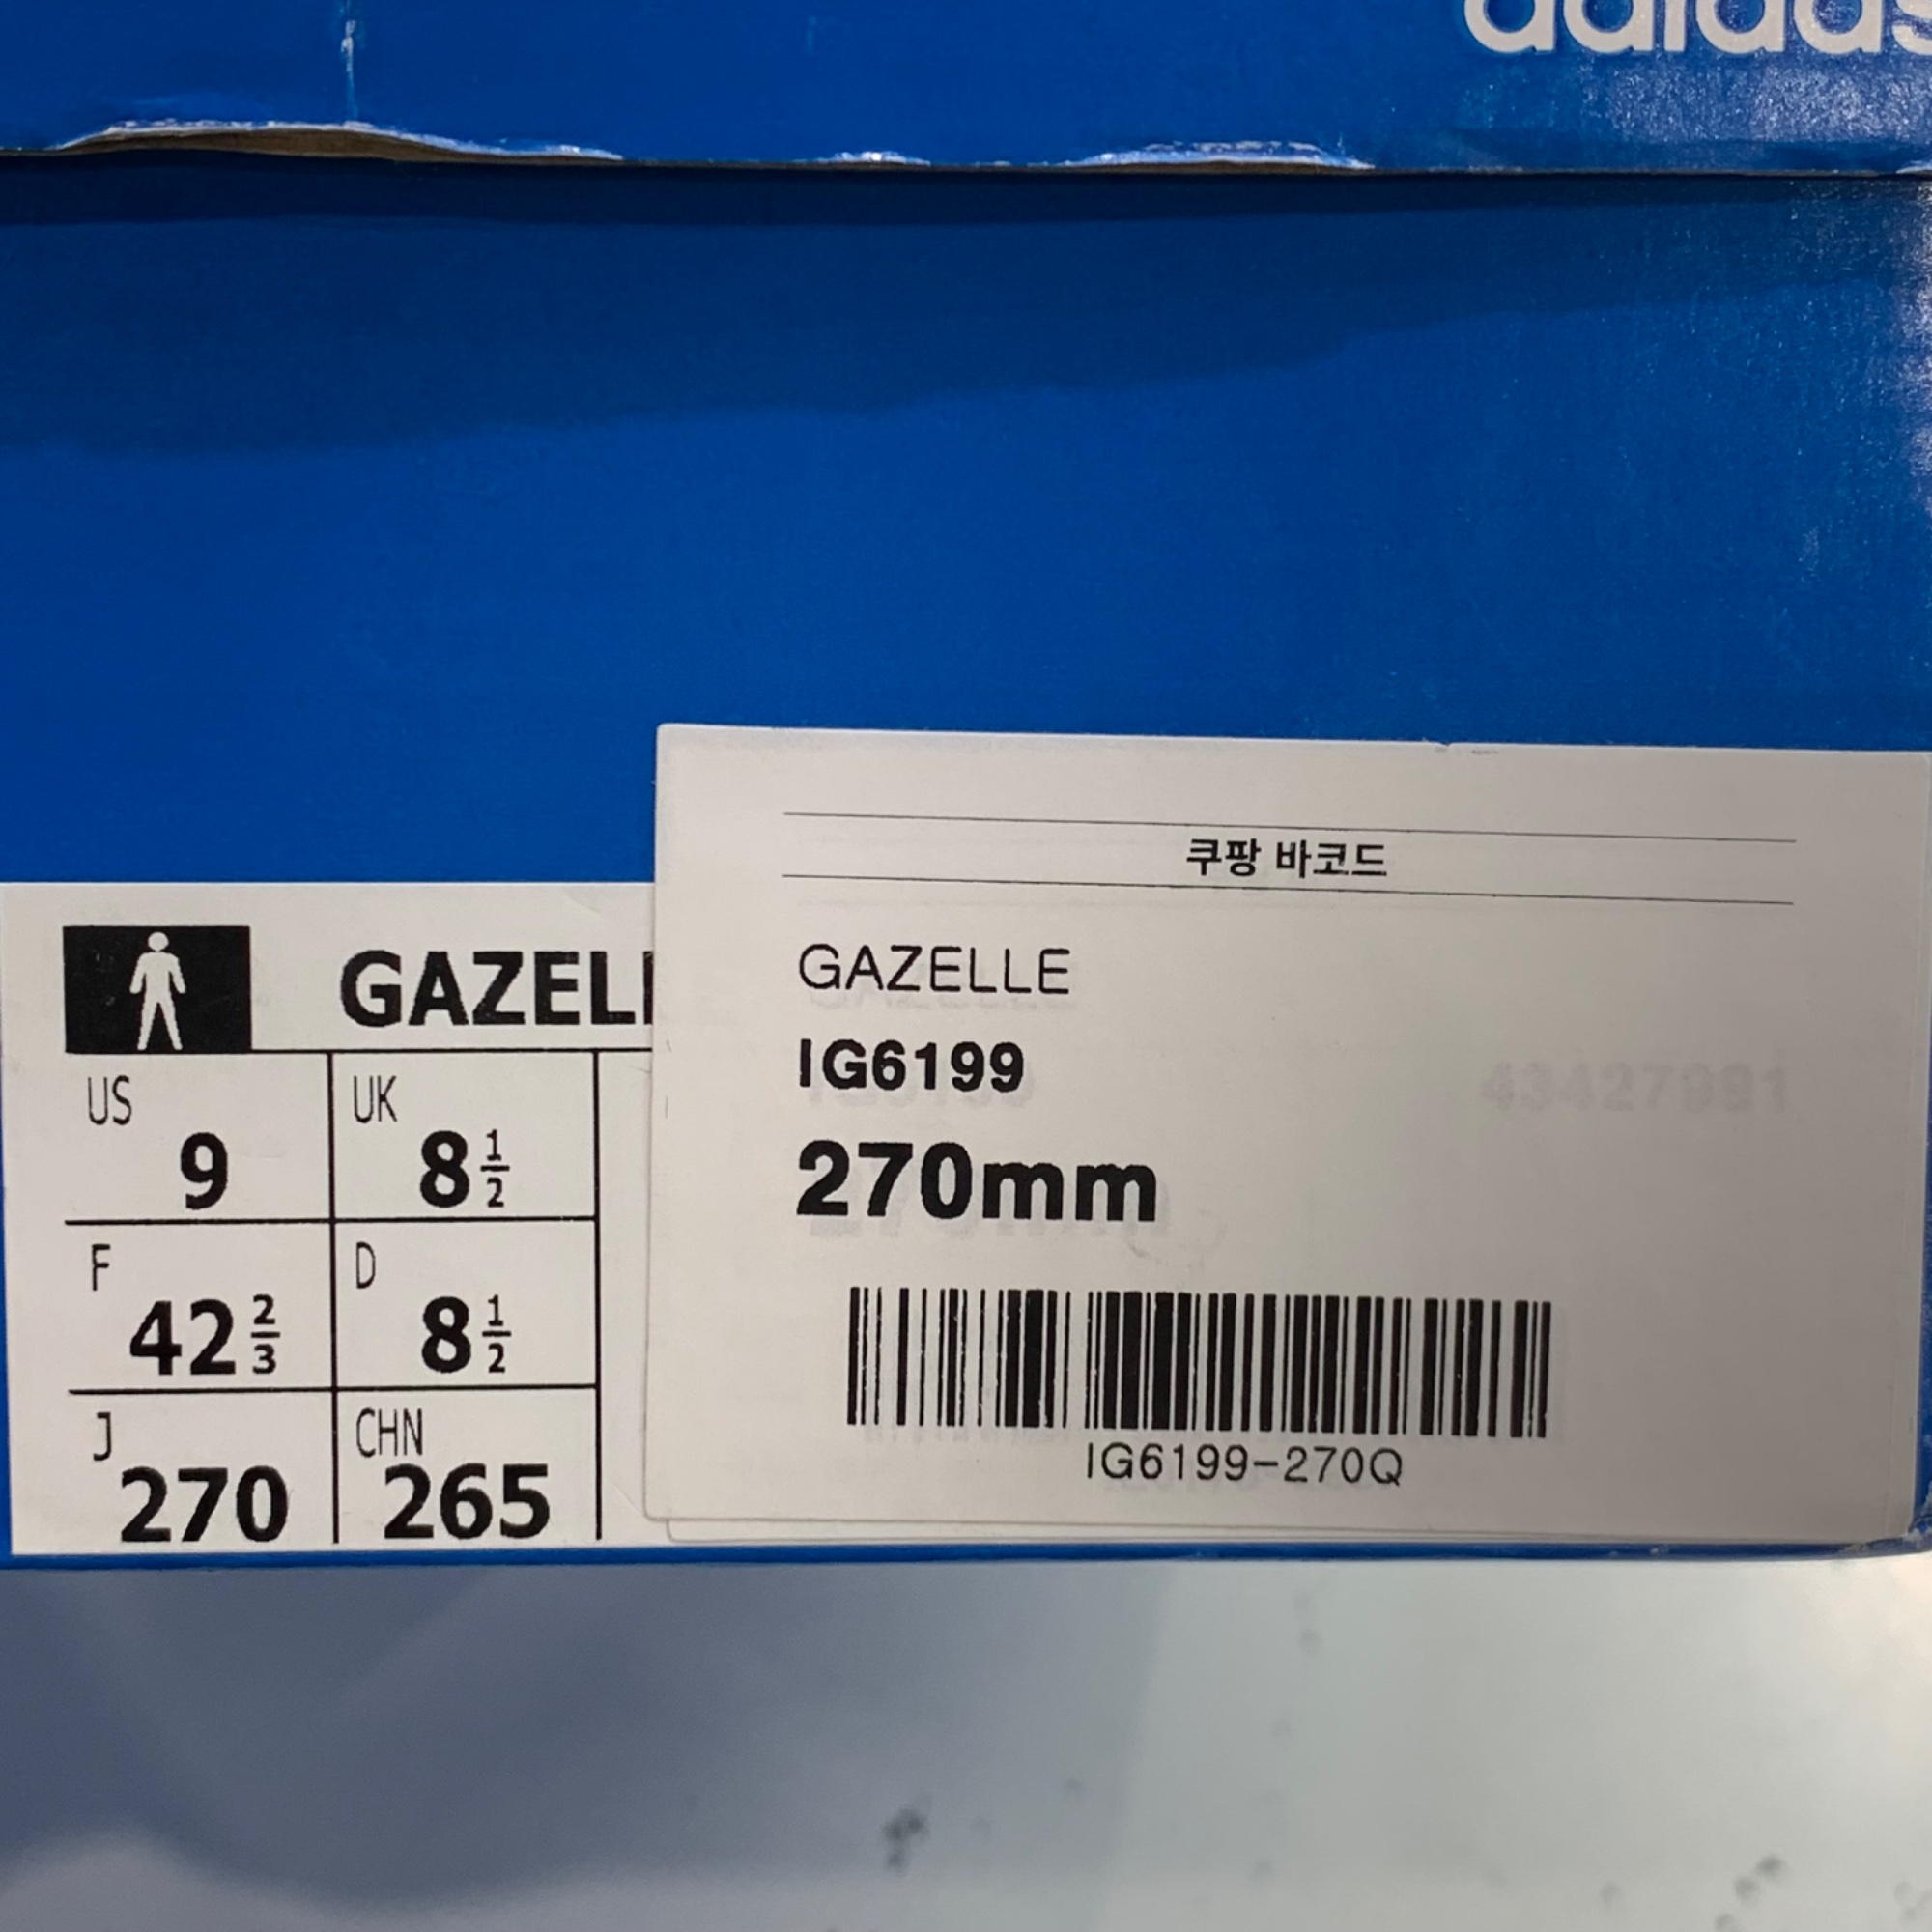 adidas
쿠팡 바코드
GAZELLE
IG6199
270mm
IG6199-270Q
GAZELL
US
9
UK
8 1/2
F
42 2/3
D
8 1/2
J
270
CHN
265